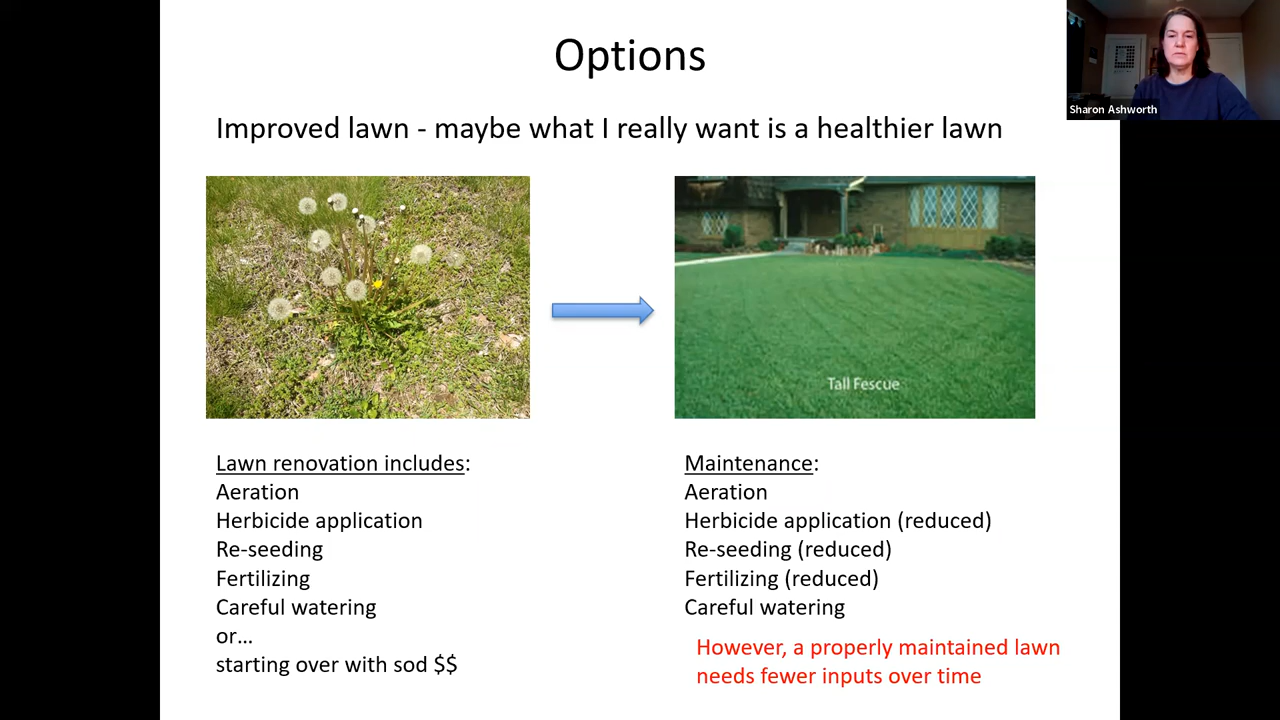 Options
Sharon Ashworth
Improved lawn - maybe what I really want is a healthier lawn
Tall Fescue
Lawn renovation includes:
Aeration
Herbicide application
Re-seeding
Fertilizing
Careful watering
or...
starting over with sod $$
Maintenance:
Aeration
Herbicide application (reduced)
Re-seeding (reduced)
Fertilizing (reduced)
Careful watering
However, a properly maintained lawn
needs fewer inputs over time